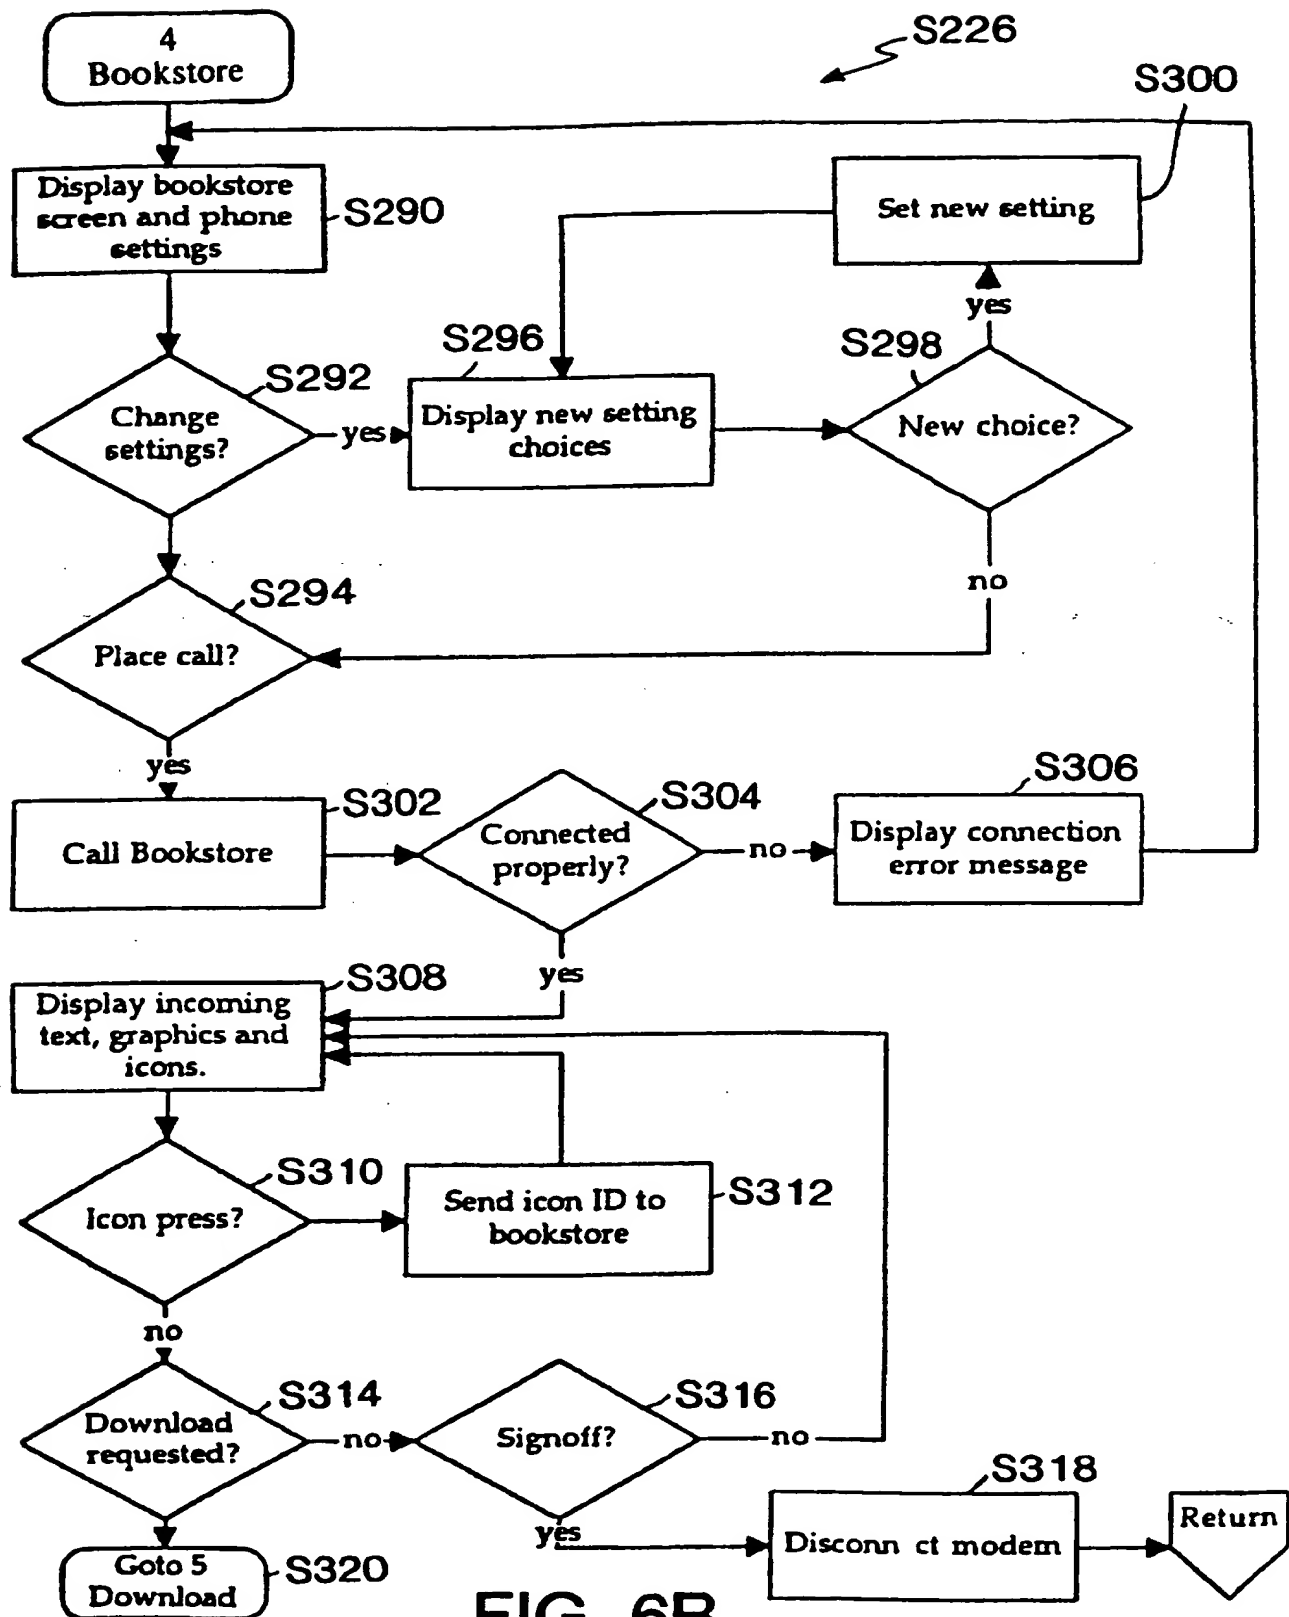 4
Bookstore
S226
S300
Display bookstore
screen and phone
settings
S290
Set new setting
yes
S296
S298
S292
Change
settings?
yes
Display new setting
choices
New choice?
no
S294
Place call?
yes
S302
Call Bookstore
S304
Connected
properly?
no
S306
Display connection
error message
yes
S308
Display incoming
text, graphics and
icons.
S310
Icon press?
Send icon ID to
bookstore
S312
no
S314
Download
requested?
no
S316
Signoff?
no
yes
S318
Disconn ct modem
Return
Goto 5
Download
S320
FIG. 6B